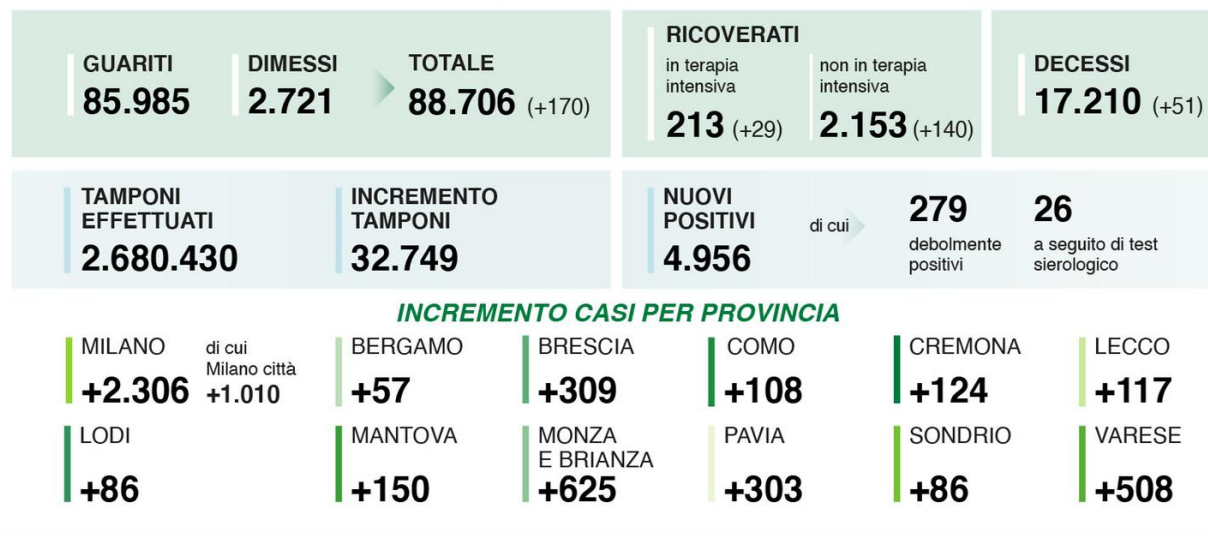 GUARITI
85.985
DIMESSI
2.721
TOTALE
88.706 (+170)
RICOVERATI
in terapia
intensiva
213 (+29)
non in terapia
intensiva
2.153 (+140)
DECESSI
17.210 (+51)
TAMPONI
EFFETTUATI
2.680.430
INCREMENTO
TAMPONI
32.749
NUOVI
POSITIVI
4.956
di cui
279
debolmente
positivi
26
a seguito di test
sierologico
INCREMENTO CASI PER PROVINCIA
MILANO
+2.306
di cui
Milano città
+1.010
BERGAMO
+57
BRESCIA
+309
COMO
+108
CREMONA
+124
LECCO
+117
LODI
+86
MANTOVA
+150
MONZA
E BRIANZA
+625
PAVIA
+303
SONDRIO
+86
VARESE
+508